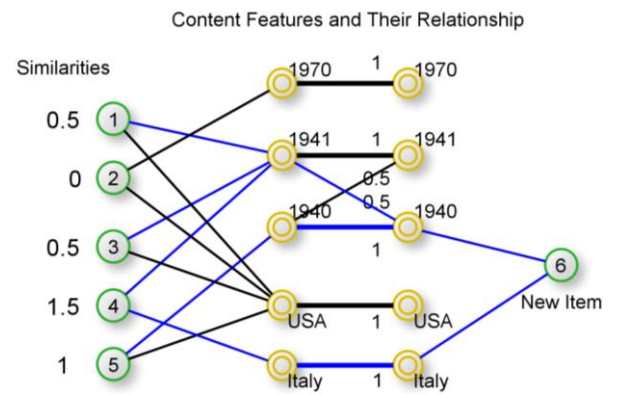 Content Features and Their Relationship
Similarities
1970 1 1970
0.5 1
1941 1 1941
0 2
0.5
0.5
1940 1940
0.5 3
1
6
1.5 4
New Item
USA 1 USA
1 5
Italy 1 Italy